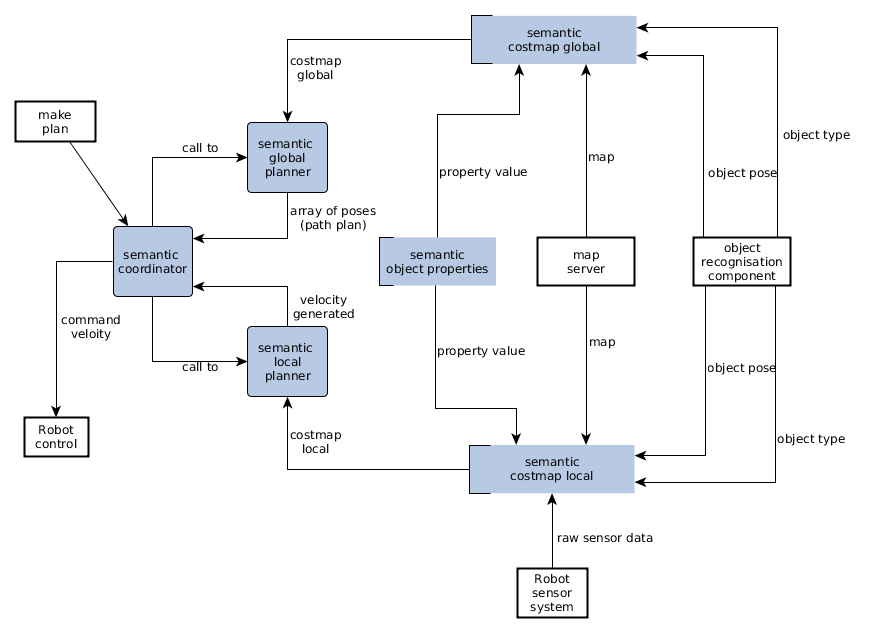 semantic
costmap global
costmap
global
make
plan
call to
semantic
global
planner
object type
map
property value
object pose
array of poses
(path plan)
semantic
coordinator
semantic
object properties
map
server
object
recognisation
component
velocity
generated
command
veloity
semantic
local
planner
call to
property value
map
object pose
Robot
control
costmap
local
object type
semantic
costmap local
raw sensor data
Robot
sensor
system